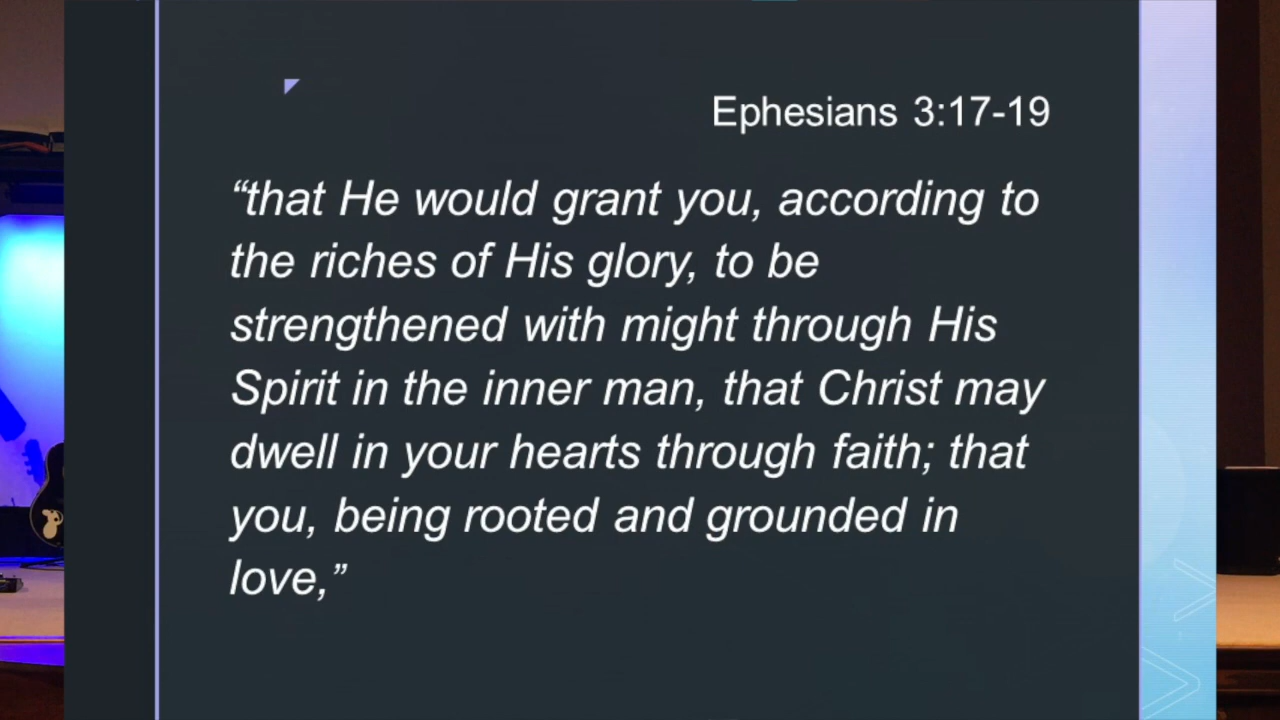 Ephesians 3:17-19
“that He would grant you, according to
the riches of His glory, to be
strengthened with might through His
Spirit in the inner man, that Christ may
dwell in your hearts through faith; that
you, being rooted and grounded in
love,”